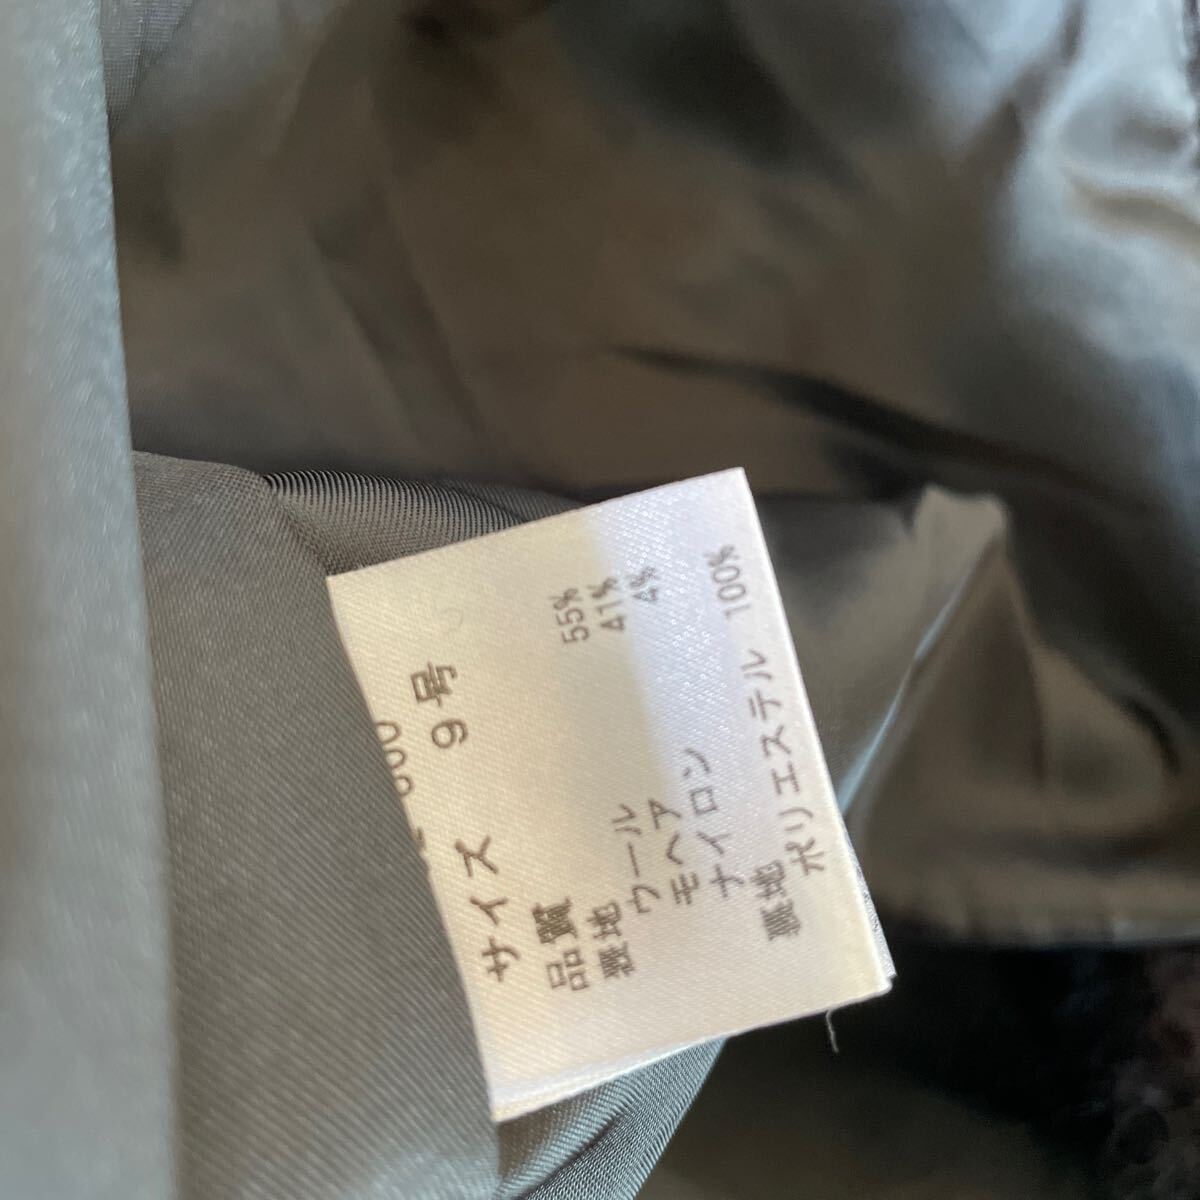 サイズ 9号
品質
表地
ウール 55%
モヘア 41%
ナイロン 4%
裏地
ポリエステル 100%